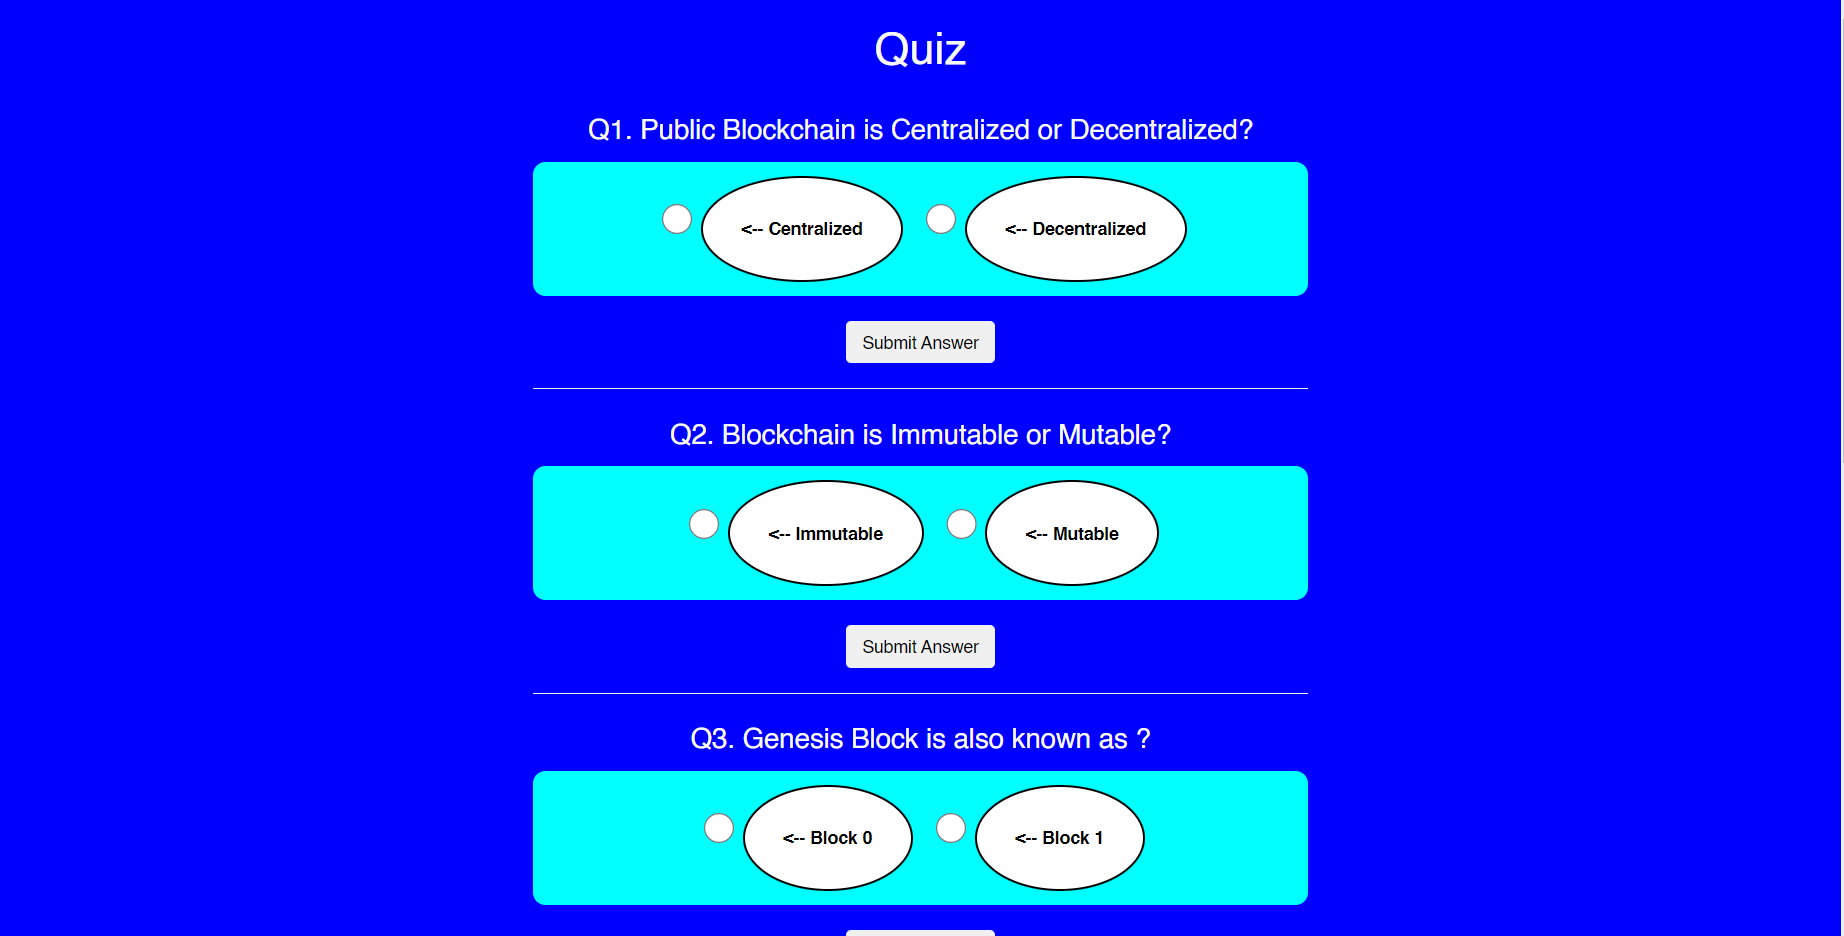 Quiz
Q1. Public Blockchain is Centralized or Decentralized?
<-- Centralized <-- Decentralized
Submit Answer
Q2. Blockchain is Immutable or Mutable?
<-- Immutable <-- Mutable
Submit Answer
Q3. Genesis Block is also known as ?
<-- Block 0 <-- Block 1